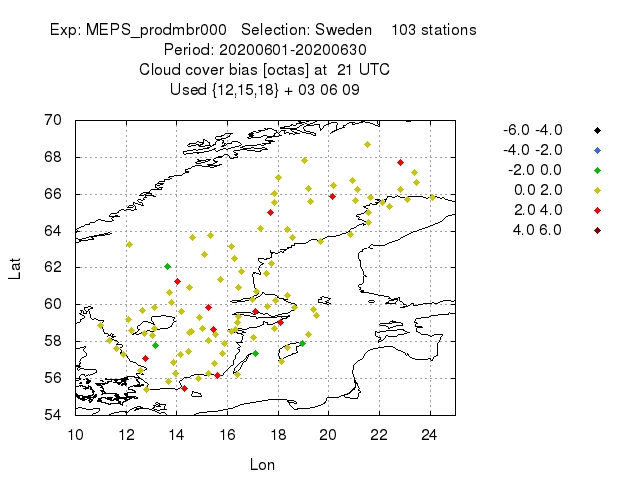 Exp: MEPS_prodmbr000   Selection: Sweden    103 stations
Period: 20200601-20200630
Cloud cover bias [octas] at  21 UTC
Used {12,15,18} + 03 06 09
-6.0 -4.0
-4.0 -2.0
-2.0  0.0
0.0  2.0
2.0  4.0
4.0  6.0
Lat
70
68
66
64
62
60
58
56
54
10 12 14 16 18 20 22 24
Lon